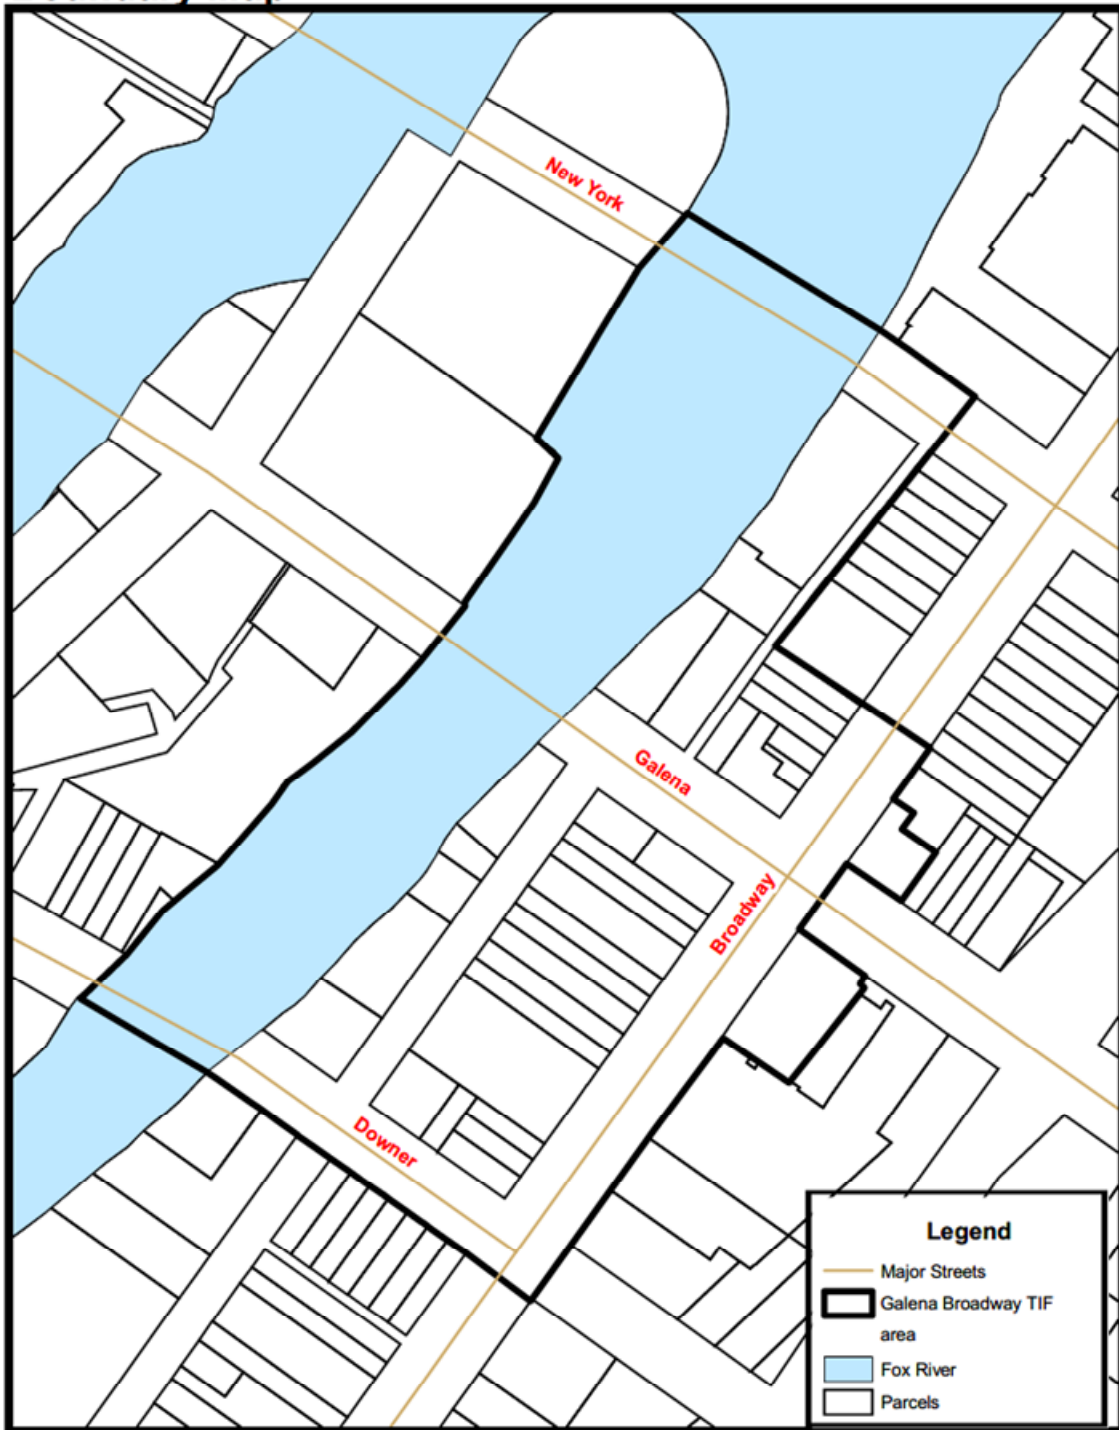 New York
Galena
Broadway
Downer
Legend
Major Streets
Galena Broadway TIF
area
Fox River
Parcels